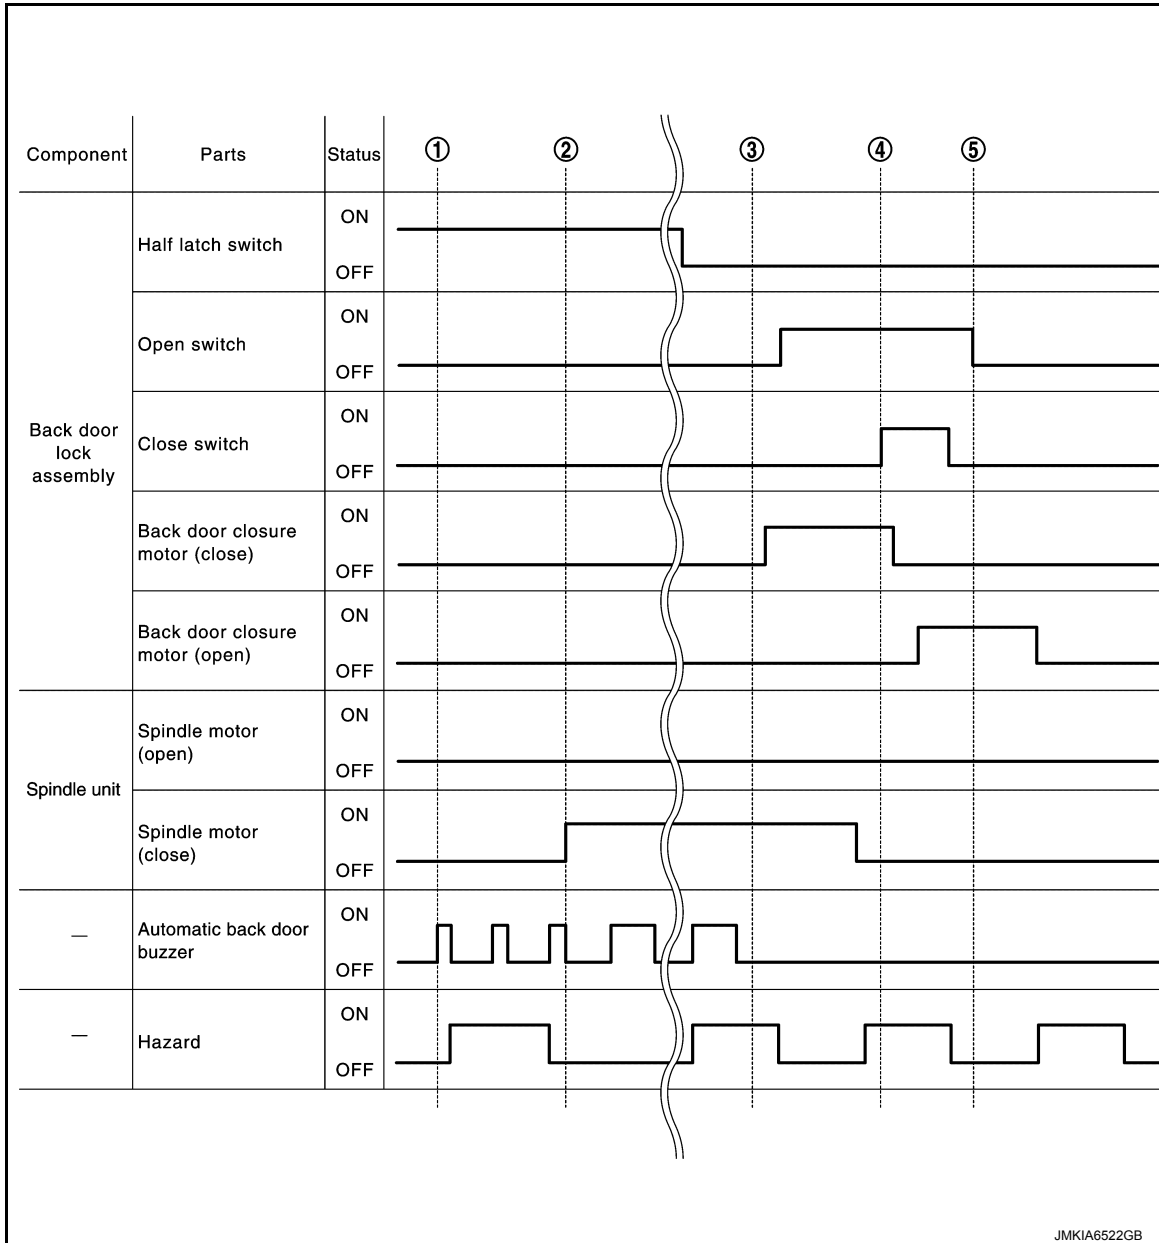 Component Parts Status ① ② ③ ④ ⑤
Back door
lock
assembly
Half latch switch
ON
OFF
Open switch
ON
OFF
Close switch
ON
OFF
Back door closure
motor (close)
ON
OFF
Back door closure
motor (open)
ON
OFF
Spindle unit
Spindle motor
(open)
ON
OFF
Spindle motor
(close)
ON
OFF
—
Automatic back door
buzzer
ON
OFF
—
Hazard
ON
OFF
JMKIA6522GB